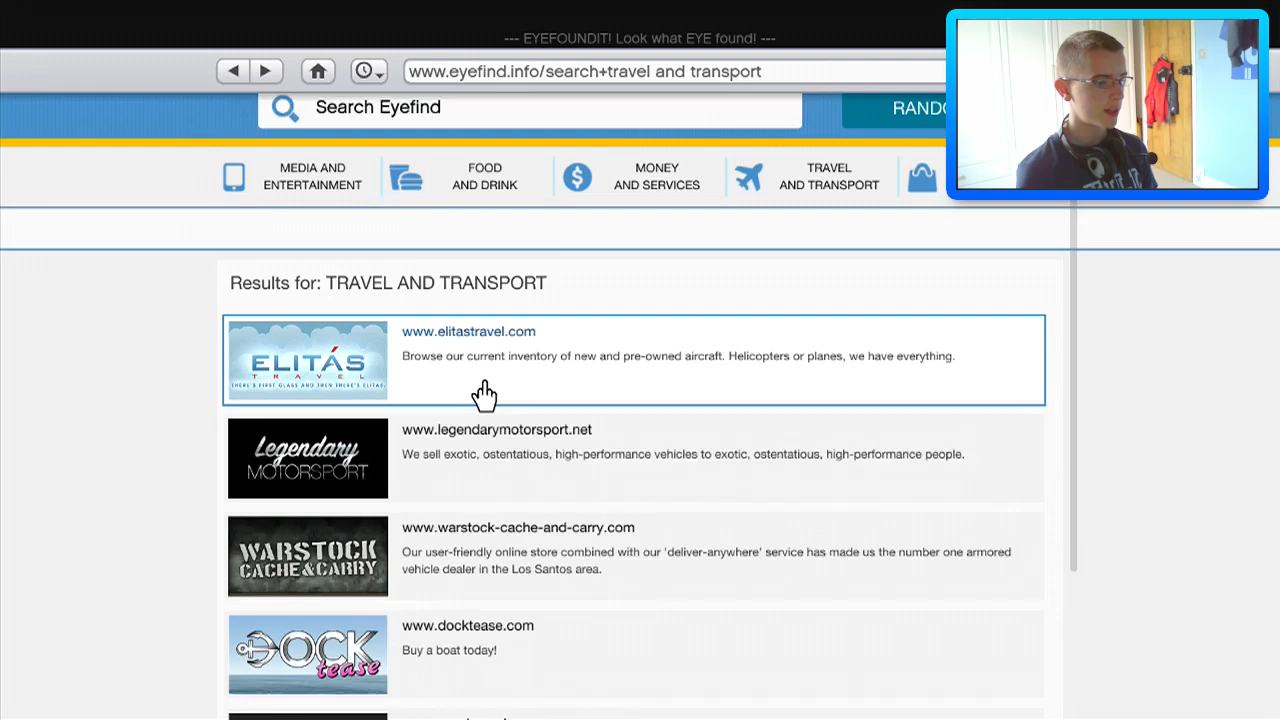 --- EYEFOUNDIT! Look what EYE found! ---
www.eyefind.info/search+travel and transport
Search Eyefind
RANDO
MEDIA AND
ENTERTAINMENT
FOOD
AND DRINK
MONEY
AND SERVICES
TRAVEL
AND TRANSPORT
Results for: TRAVEL AND TRANSPORT
ELITÁS
TRAVEL
THERE'S FIRST CLASS AND THEN THERE'S ELITAS.
www.elitastravel.com
Browse our current inventory of new and pre-owned aircraft. Helicopters or planes, we have everything.
Legendary
MOTORSPORT
www.legendarymotorsport.net
We sell exotic, ostentatious, high-performance vehicles to exotic, ostentatious, high-performance people.
WARSTOCK
CACHE&CARRY
www.warstock-cache-and-carry.com
Our user-friendly online store combined with our 'deliver-anywhere' service has made us the number one armored
vehicle dealer in the Los Santos area.
DOCK
tease
www.docktease.com
Buy a boat today!